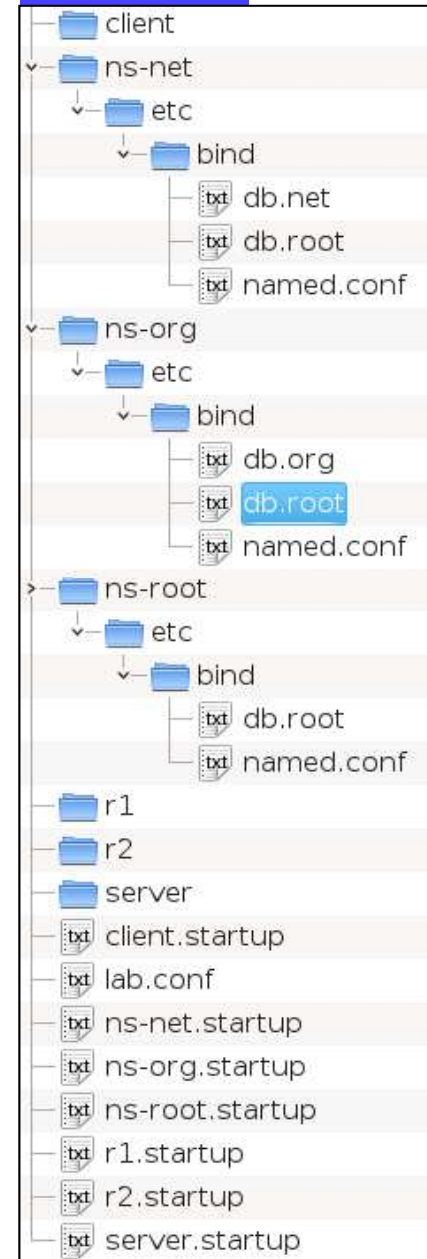 client
ns-net
etc
bind
db.net
db.root
named.conf
ns-org
etc
bind
db.org
db.root
named.conf
ns-root
etc
bind
db.root
named.conf
r1
r2
server
client.startup
lab.conf
ns-net.startup
ns-org.startup
ns-root.startup
r1.startup
r2.startup
server.startup